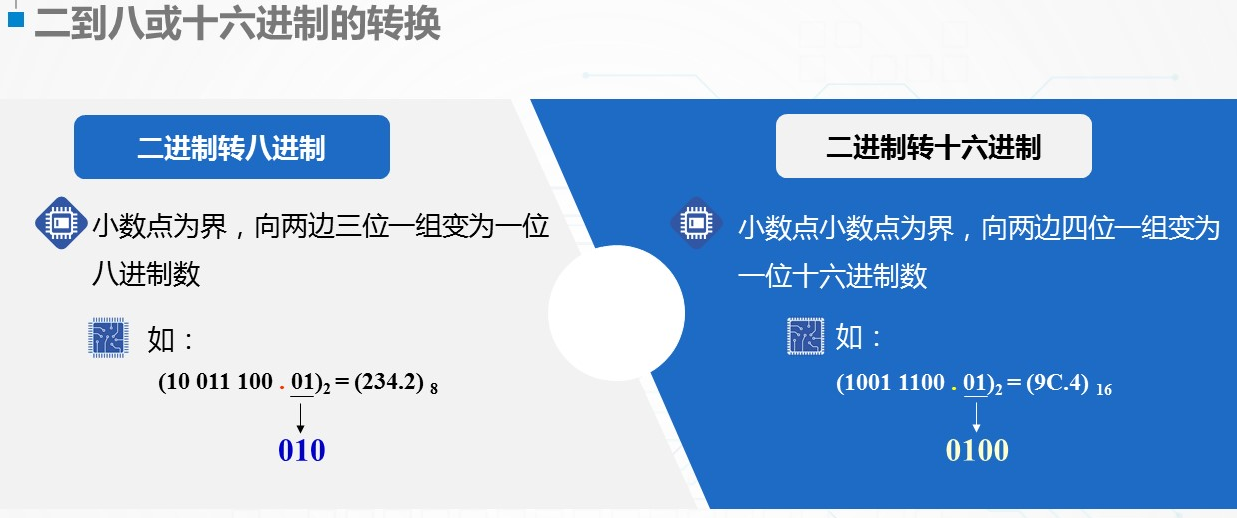 二到八或十六进制的转换
二进制转八进制
小数点为界，向两边三位一组变为一位
八进制数
如：
(10 011 100 . 01)₂ = (234.2) ₈
010
二进制转十六进制
小数点小数点为界，向两边四位一组变为
一位十六进制数
如：
(1001 1100 . 01)₂ = (9C.4) ₁₆
0100